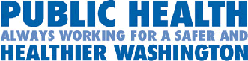 PUBLIC HEALTH
ALWAYS WORKING FOR A SAFER AND
HEALTHIER WASHINGTON